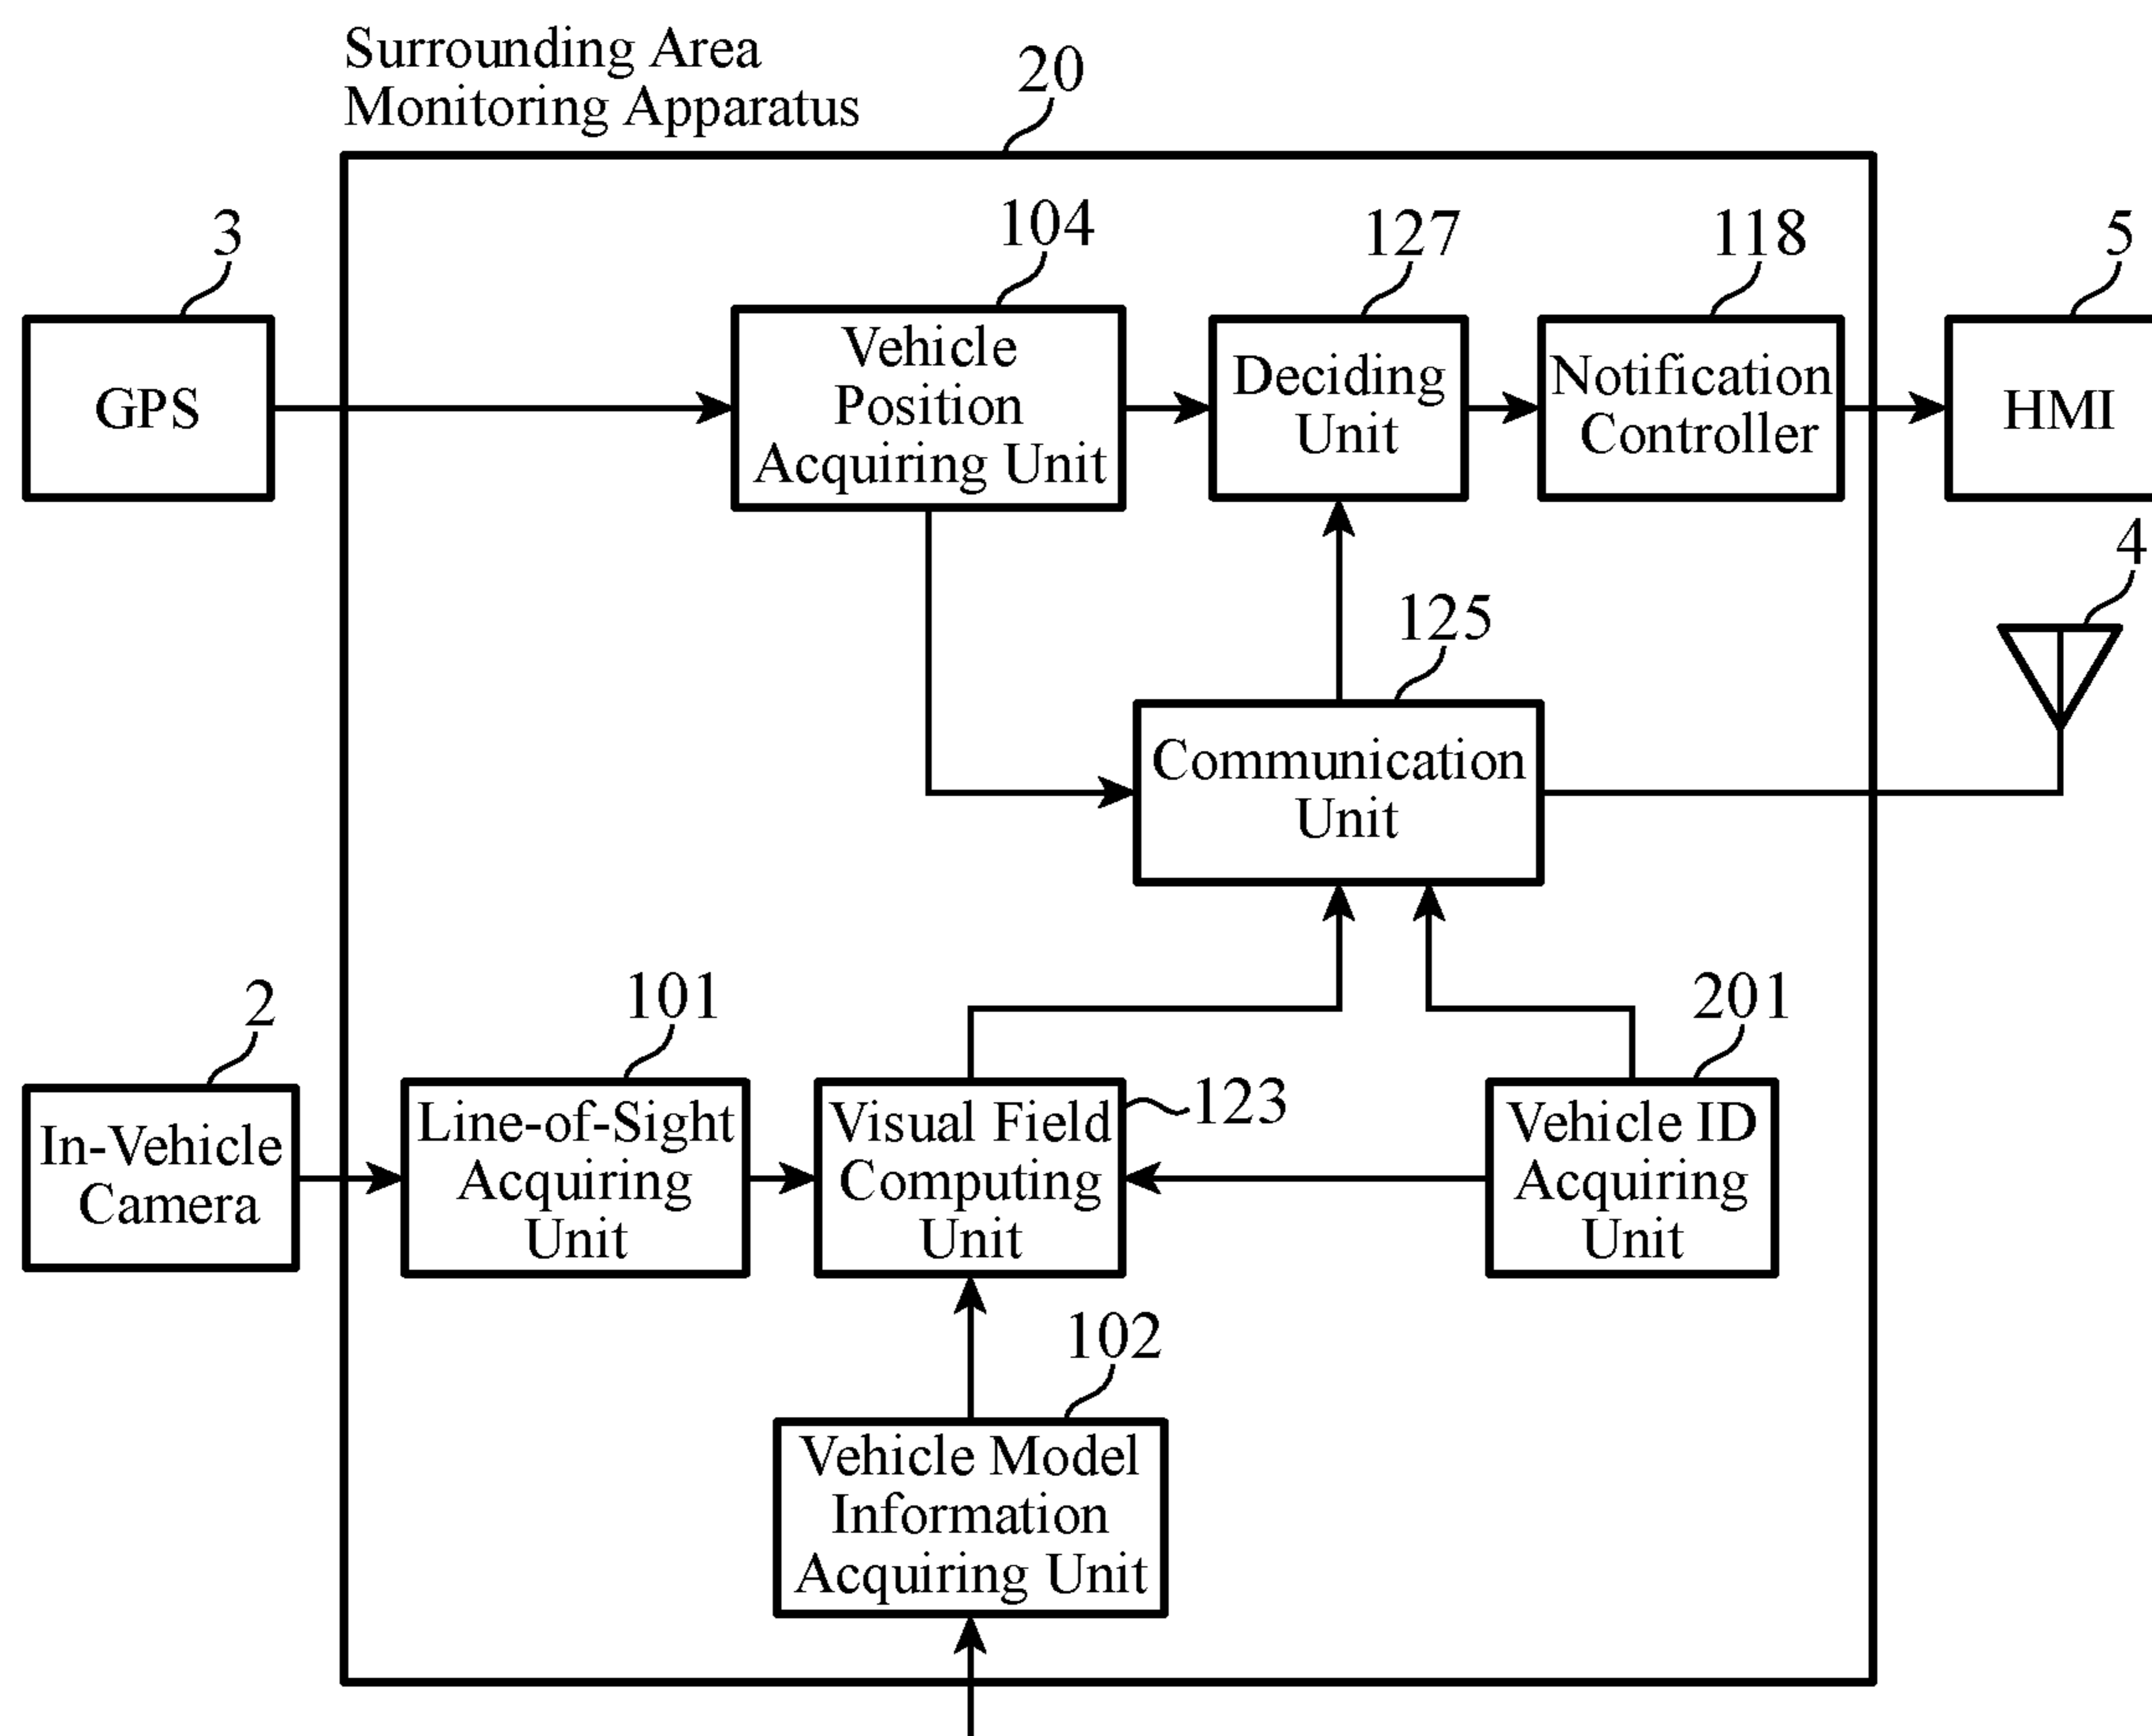 Surrounding Area
Monitoring Apparatus
20
3
104
127
118
5
GPS
Vehicle
Position
Acquiring Unit
Deciding
Unit
Notification
Controller
HMI
4
125
Communication
Unit
2
101
201
In-Vehicle
Camera
Line-of-Sight
Acquiring
Unit
Visual Field
Computing
Unit
123
Vehicle ID
Acquiring
Unit
102
Vehicle Model
Information
Acquiring Unit